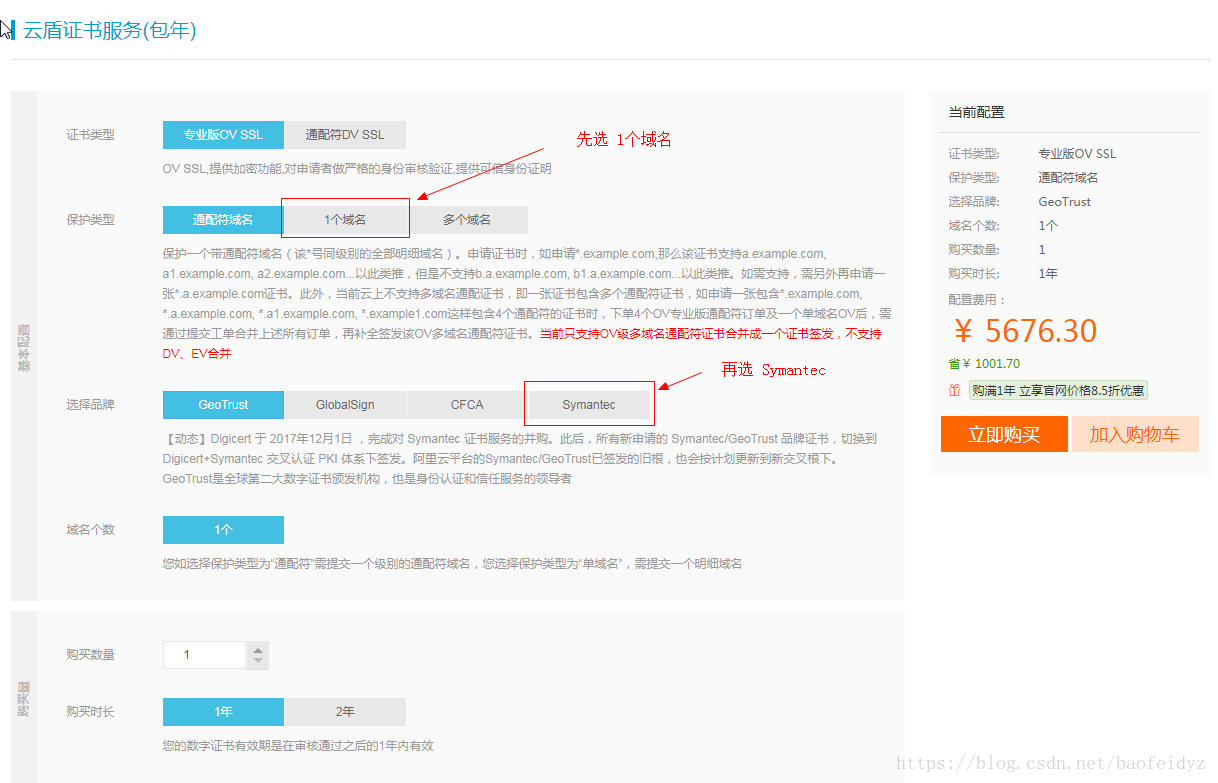 云盾证书服务(包年)
基本配置
证书类型
专业版OV SSL
通配符DV SSL
先选 1个域名
OV SSL,提供加密功能,对申请者做严格的身份审核验证,提供可信身份证明
保护类型
通配符域名
1个域名
多个域名
保护一个带通配符域名（该*号同级别的全部明细域名）。申请证书时，如申请*.example.com,那么该证书支持a.example.com,
a1.example.com, a2.example.com...以此类推，但是不支持b.a.example.com, b1.a.example.com...以此类推。如需支持，需另外再申请一
张*.a.example.com证书。此外，当前云上不支持多域名通配证书，即一张证书包含多个通配符证书，如申请一张包含*.example.com,
*.a.example.com, *.a1.example.com, *.example1.com这样包含4个通配符的证书时，下单4个OV专业版通配符订单及一个单域名OV后，需
通过提交工单合并上述所有订单，再补全签发该OV多域名通配符证书。当前只支持OV级多域名通配符证书合并成一个证书签发，不支持
DV、EV合并
再选 Symantec
选择品牌
GeoTrust
GlobalSign
CFCA
Symantec
【动态】Digicert 于 2017年12月1日 ，完成对 Symantec 证书服务的并购。此后，所有新申请的 Symantec/GeoTrust 品牌证书，切换到
Digicert+Symantec 交叉认证 PKI 体系下签发。阿里云平台的Symantec/GeoTrust已签发的旧根，也会按计划更新到新交叉根下。
GeoTrust是全球第二大数字证书颁发机构，也是身份认证和信任服务的领导者
域名个数
1个
您如选择保护类型为“通配符”需提交一个级别的通配符域名，您选择保护类型为“单域名”，需提交一个明细域名
购买量
购买数量
1
购买时长
1年
2年
您的数字证书有效期是在审核通过之后的1年内有效
当前配置
证书类型: 专业版OV SSL
保护类型: 通配符域名
选择品牌: GeoTrust
域名个数: 1个
购买数量: 1
购买时长: 1年
配置费用：
¥ 5676.30
省¥ 1001.70
购满1年 立享官网价格8.5折优惠
立即购买
加入购物车
https://blog.csdn.net/baofeidyz